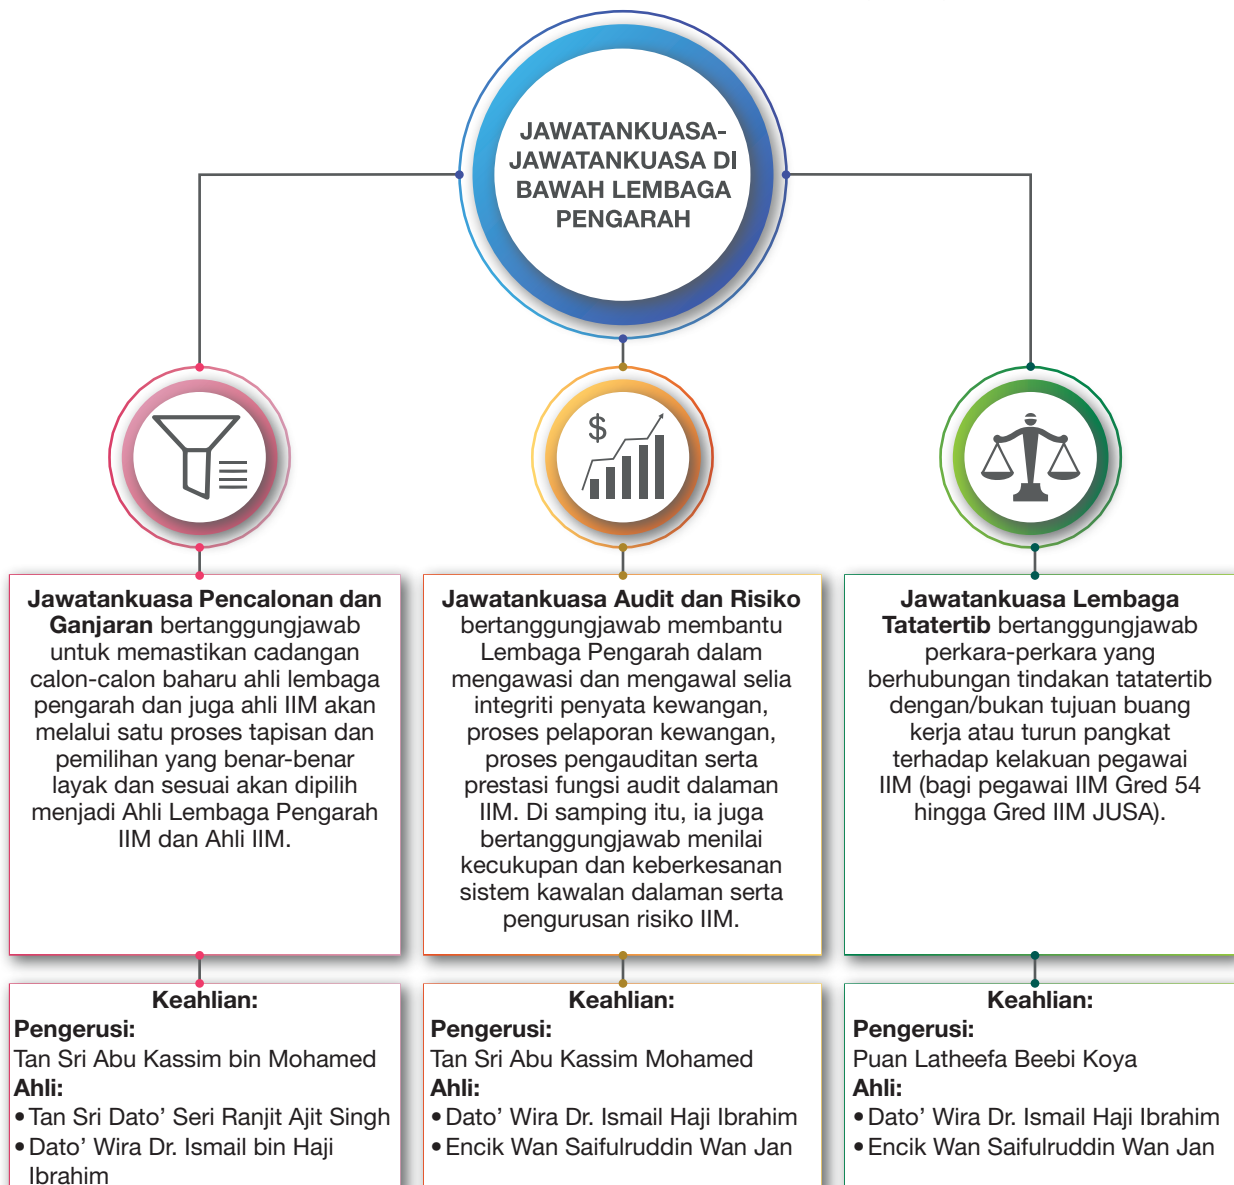 JAWATANKUASA-
JAWATANKUASA DI
BAWAH LEMBAGA
PENGARAH
$
Jawatankuasa Pencalonan dan
Ganjaran bertanggungjawab
untuk memastikan cadangan
calon-calon baharu ahli lembaga
pengarah dan juga ahli IIM akan
melalui satu proses tapisan dan
pemilihan yang benar-benar
layak dan sesuai akan dipilih
menjadi Ahli Lembaga Pengarah
IIM dan Ahli IIM.
Keahlian:
Pengerusi:
Tan Sri Abu Kassim bin Mohamed
Ahli:
• Tan Sri Dato’ Seri Ranjit Ajit Singh
• Dato’ Wira Dr. Ismail bin Haji
Ibrahim
Jawatankuasa Audit dan Risiko
bertanggungjawab membantu
Lembaga Pengarah dalam
mengawasi dan mengawal selia
integriti penyata kewangan,
proses pelaporan kewangan,
proses pengauditan serta
prestasi fungsi audit dalaman
IIM. Di samping itu, ia juga
bertanggungjawab menilai
kecukupan dan keberkesanan
sistem kawalan dalaman serta
pengurusan risiko IIM.
Keahlian:
Pengerusi:
Tan Sri Abu Kassim Mohamed
Ahli:
• Dato’ Wira Dr. Ismail Haji Ibrahim
• Encik Wan Saifulruddin Wan Jan
Jawatankuasa Lembaga
Tatatertib bertanggungjawab
perkara-perkara yang
berhubungan tindakan tatatertib
dengan/bukan tujuan buang
kerja atau turun pangkat
terhadap kelakuan pegawai
IIM (bagi pegawai IIM Gred 54
hingga Gred IIM JUSA).
Keahlian:
Pengerusi:
Puan Latheefa Beebi Koya
Ahli:
• Dato’ Wira Dr. Ismail Haji Ibrahim
• Encik Wan Saifulruddin Wan Jan